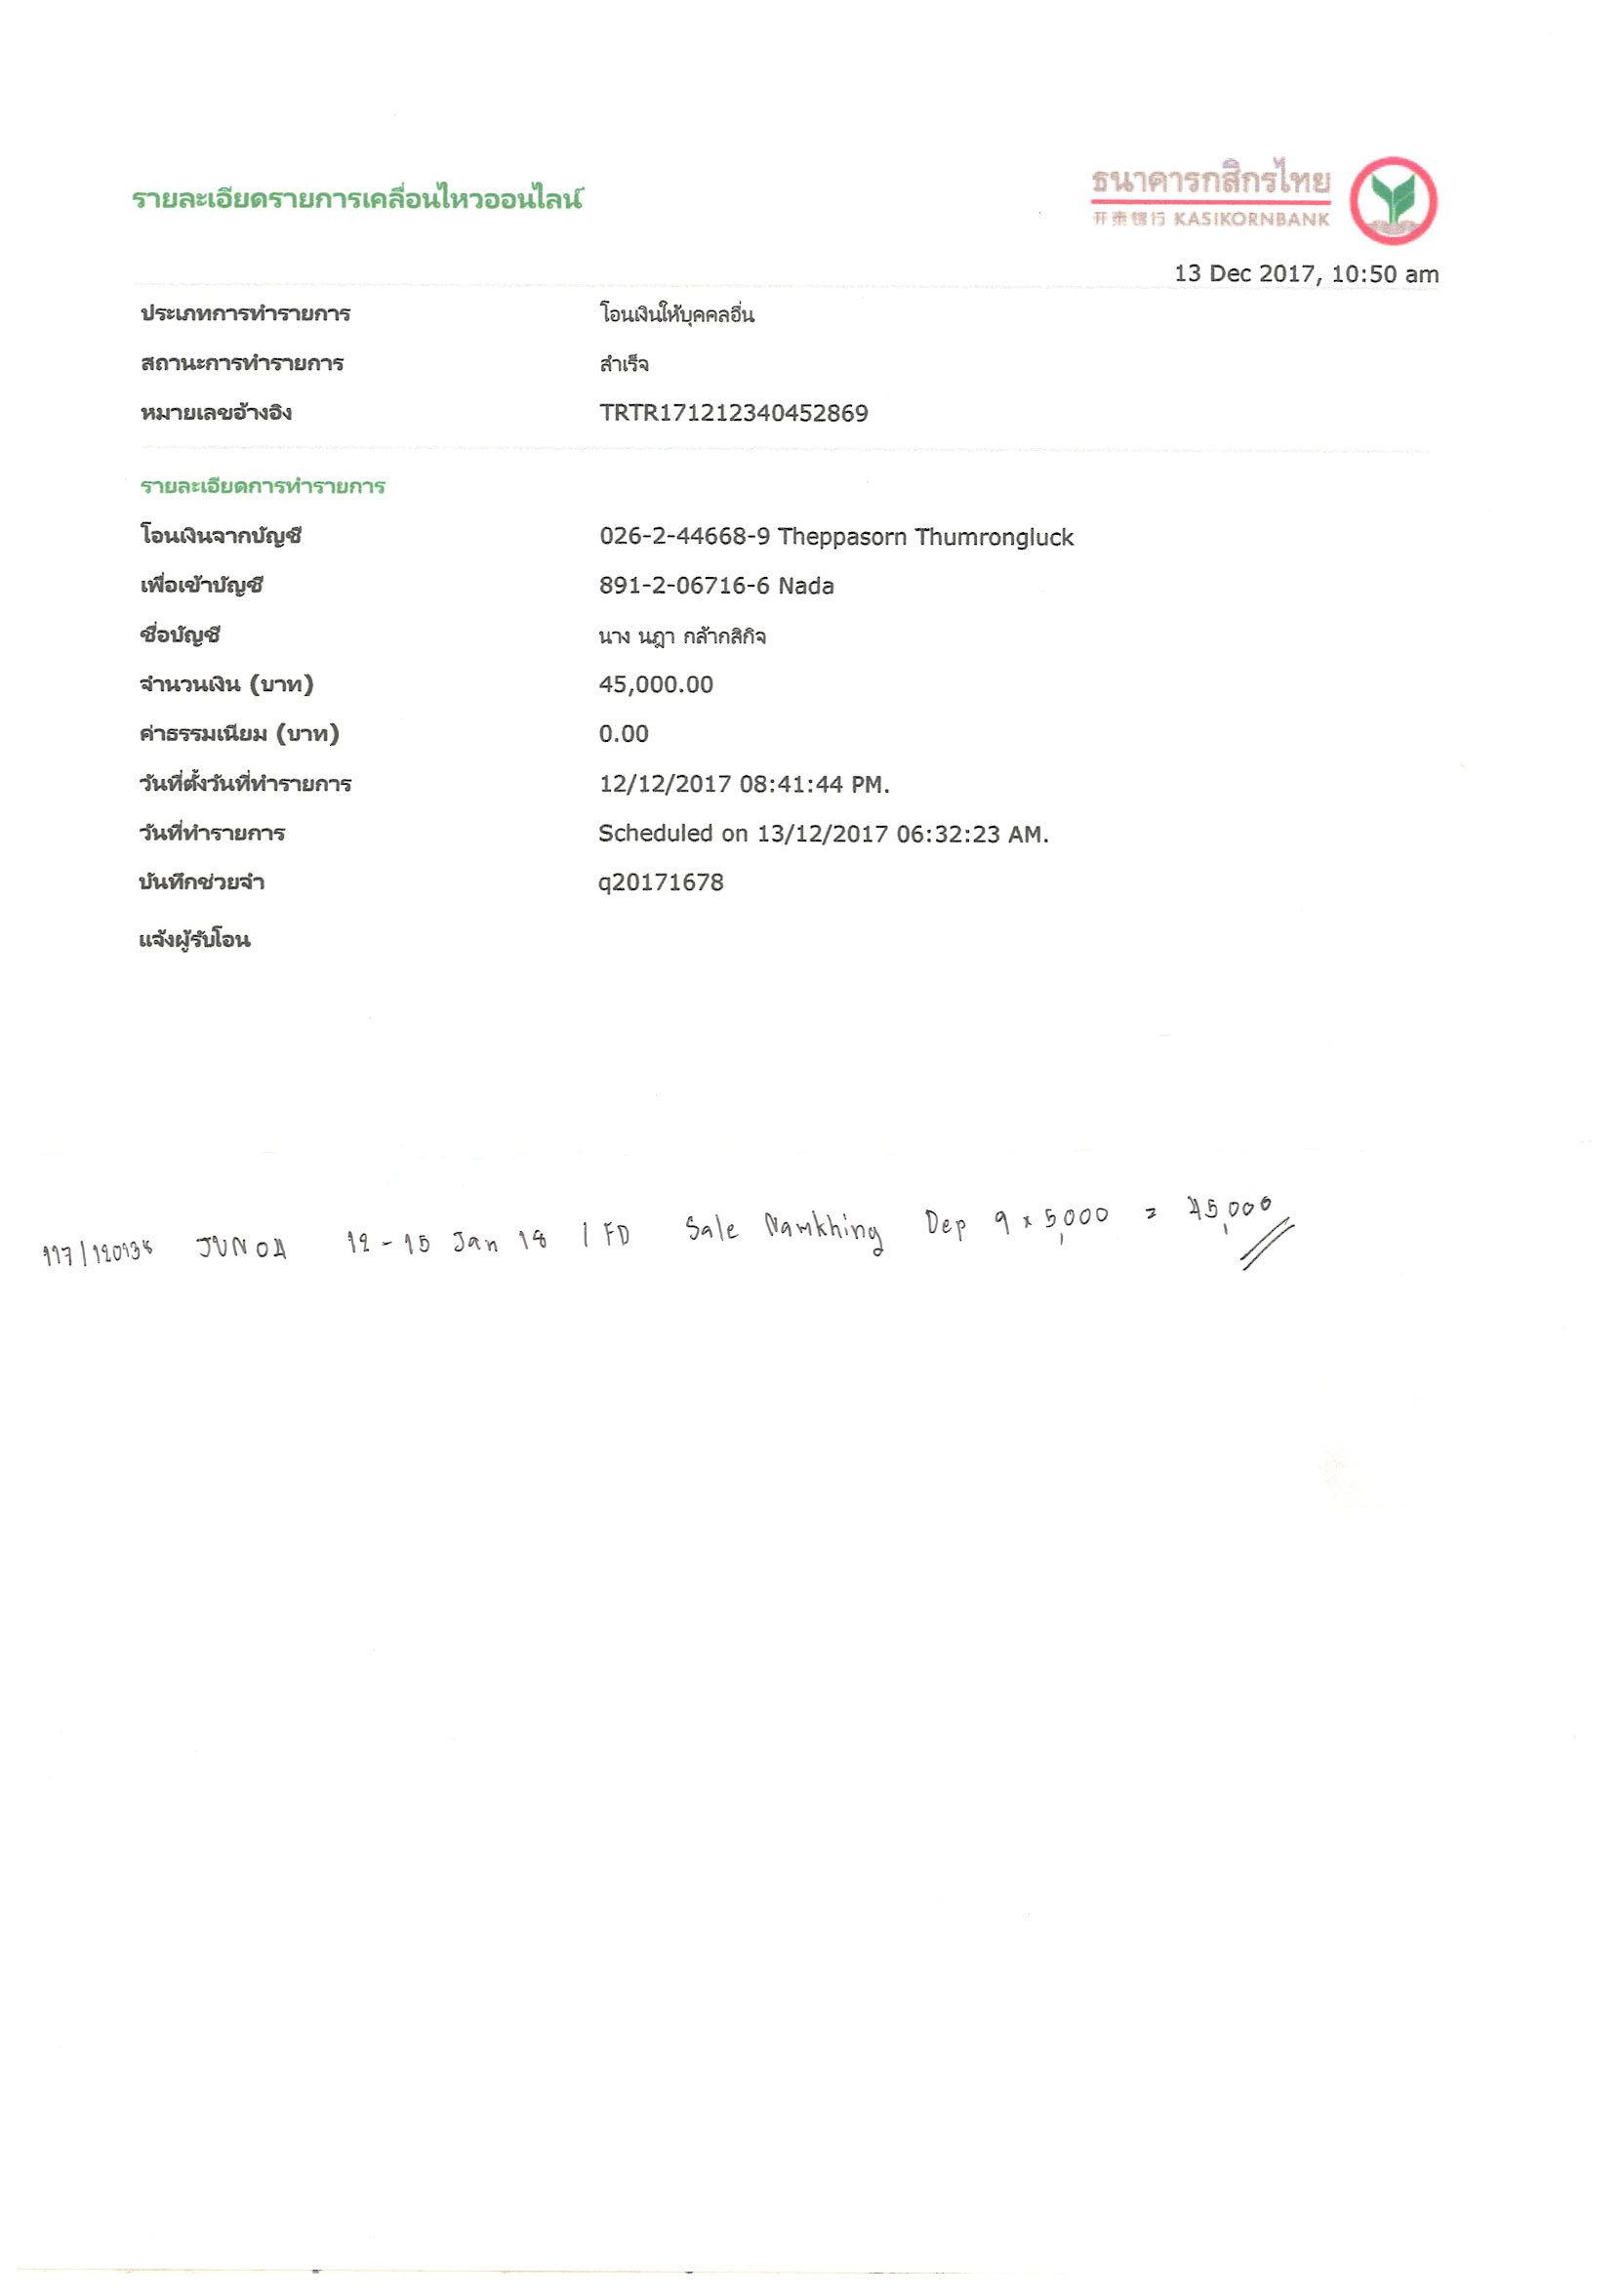 รายละเอียดรายการเคลื่อนไหวออนไลน์
ธนาคารกสิกรไทย
开泰银行 KASIKORNBANK
13 Dec 2017, 10:50 am
ประเภทการทำรายการ โอนเงินให้บุคคลอื่น
สถานะการทำรายการ สำเร็จ
หมายเลขอ้างอิง TRTR171212340452869
รายละเอียดการทำรายการ
โอนเงินจากบัญชี 026-2-44668-9 Theppasorn Thumrongluck
เพื่อเข้าบัญชี 891-2-06716-6 Nada
ชื่อบัญชี นาง นฎา กล้ากสิกิจ
จำนวนเงิน (บาท) 45,000.00
ค่าธรรมเนียม (บาท) 0.00
วันที่ตั้งวันที่ทำรายการ 12/12/2017 08:41:44 PM.
วันที่ทำรายการ Scheduled on 13/12/2017 06:32:23 AM.
บันทึกช่วยจำ q20171678
แจ้งผู้รับโอน
12-15 Jan 18 1 FD Sale Namkhing Dep 9 x 5,000 = 45,000